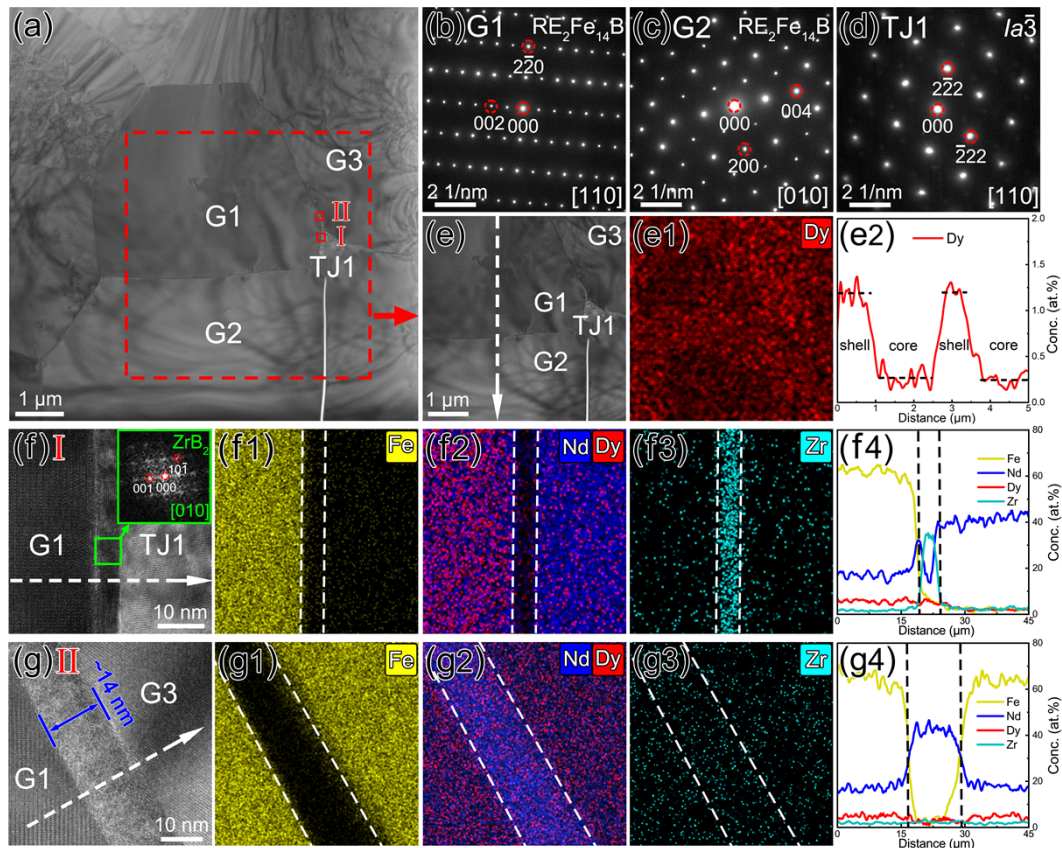 (a)
G3
G1
II
I
TJ1
G2
1 μm
(b) G1 RE₂Fe₁₄B
22̄0
002 000
2 1/nm [110]
(c) G2 RE₂Fe₁₄B
000 004
200
2 1/nm [010]
(d) TJ1 Ia3̄
2̄22
000
2̄22
2 1/nm [110]
(e)
G3
G1
TJ1
G2
1 μm
(e1) Dy
(e2)
Dy
shell core shell core
0 1 2 3 4 5
Distance (μm)
0.0 0.5 1.0 1.5 2.0
Conc. (at.%)
(f) I
ZrB₂
101̄
001 000
[010]
G1 TJ1
10 nm
(f1) Fe
(f2) Nd Dy
(f3) Zr
(f4)
Fe
Nd
Dy
Zr
0 15 30 45
Distance (μm)
0 20 40 60 80
Conc. (at.%)
(g) II
~14 nm
G3
G1
10 nm
(g1) Fe
(g2) Nd Dy
(g3) Zr
(g4)
Fe
Nd
Dy
Zr
0 15 30 45
Distance (μm)
0 20 40 60 80
Conc. (at.%)